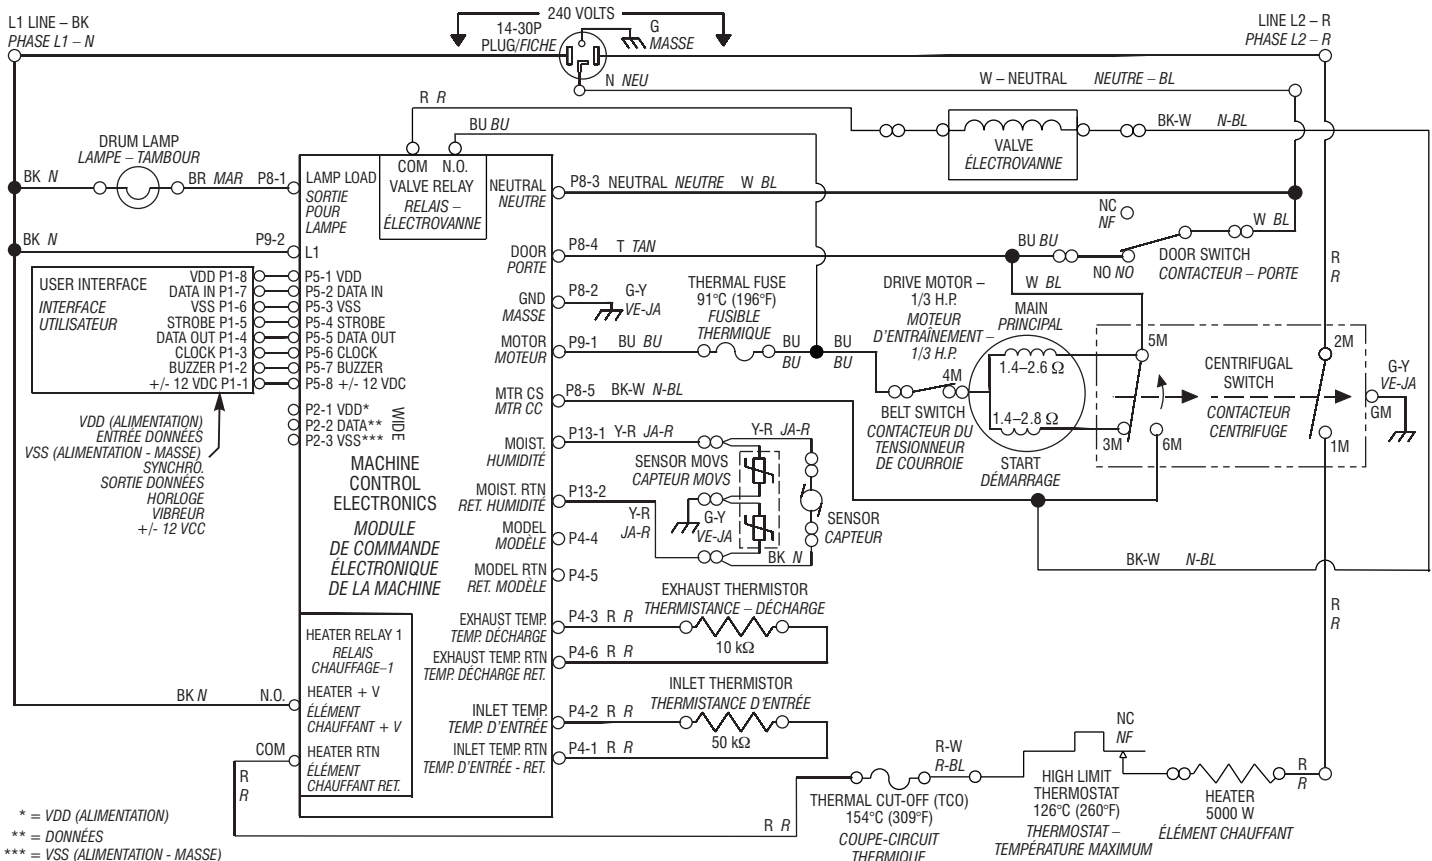 L1 LINE – BK
PHASE L1 – N
240 VOLTS
14-30P
PLUG/FICHE
G
MASSE
LINE L2 – R
PHASE L2 – R
N NEU
W – NEUTRAL NEUTRE – BL
R R
BU BU
BK-W N-BL
VALVE
ÉLECTROVANNE
DRUM LAMP
LAMPE – TAMBOUR
BK N
BR MAR P8-1
LAMP LOAD
SORTIE
POUR
LAMPE
COM N.O.
VALVE RELAY
RELAIS –
ÉLECTROVANNE
NEUTRAL
NEUTRE
P8-3 NEUTRAL NEUTRE W BL
NC
NF
W BL
BK N
P9-2
L1
DOOR
PORTE
P8-4 T TAN
BU BU
NO NO
DOOR SWITCH
CONTACTEUR – PORTE
R
R
W BL
USER INTERFACE
INTERFACE
UTILISATEUR
VDD P1-8
DATA IN P1-7
VSS P1-6
STROBE P1-5
DATA OUT P1-4
CLOCK P1-3
BUZZER P1-2
+/- 12 VDC P1-1
P5-1 VDD
P5-2 DATA IN
P5-3 VSS
P5-4 STROBE
P5-5 DATA OUT
P5-6 CLOCK
P5-7 BUZZER
P5-8 +/- 12 VDC
P2-1 VDD*
P2-2 DATA**
P2-3 VSS***
WIDE
VDD (ALIMENTATION)
ENTRÉE DONNÉES
VSS (ALIMENTATION - MASSE)
SYNCHRO.
SORTIE DONNÉES
HORLOGE
VIBREUR
+/- 12 VCC
GND
MASSE
P8-2
G-Y
VE-JA
THERMAL FUSE
91°C (196°F)
FUSIBLE
THERMIQUE
MOTOR
MOTEUR
P9-1
BU BU
BU
BU
BU
BU
DRIVE MOTOR –
1/3 H.P.
MOTEUR
D'ENTRAÎNEMENT –
1/3 H.P.
MAIN
PRINCIPAL
4M
1.4–2.6 Ω
1.4–2.8 Ω
START
DÉMARRAGE
BELT SWITCH
CONTACTEUR DU
TENSIONNEUR
DE COURROIE
5M
3M
6M
CENTRIFUGAL
SWITCH
CONTACTEUR
CENTRIFUGE
2M
1M
G-Y
VE-JA
GM
MTR CS
MTR CC
P8-5 BK-W N-BL
MOIST.
HUMIDITÉ
P13-1 Y-R JA-R
Y-R JA-R
SENSOR MOVS
CAPTEUR MOVS
MOIST. RTN
RET. HUMIDITÉ
P13-2
Y-R
JA-R
G-Y
VE-JA
BK N
SENSOR
CAPTEUR
MACHINE
CONTROL
ELECTRONICS
MODULE
DE COMMANDE
ÉLECTRONIQUE
DE LA MACHINE
MODEL
MODÈLE
P4-4
MODEL RTN
RET. MODÈLE
P4-5
BK-W N-BL
EXHAUST THERMISTOR
THERMISTANCE – DÉCHARGE
10 kΩ
EXHAUST TEMP.
TEMP. DÉCHARGE
P4-3 R R
EXHAUST TEMP. RTN
TEMP. DÉCHARGE RET.
P4-6 R R
R
R
HEATER RELAY 1
RELAIS
CHAUFFAGE–1
BK N
N.O.
HEATER + V
ÉLÉMENT
CHAUFFANT + V
COM
HEATER RTN
ÉLÉMENT
CHAUFFANT RET.
R
R
INLET THERMISTOR
THERMISTANCE D'ENTRÉE
50 kΩ
INLET TEMP.
TEMP. D'ENTRÉE
P4-2 R R
INLET TEMP. RTN
TEMP. D'ENTRÉE - RET.
P4-1 R R
R R
THERMAL CUT-OFF (TCO)
154°C (309°F)
COUPE-CIRCUIT
THERMIQUE
R-W
R-BL
NC
NF
HIGH LIMIT
THERMOSTAT
126°C (260°F)
THERMOSTAT –
TEMPÉRATURE MAXIMUM
HEATER
5000 W
ÉLÉMENT CHAUFFANT
R
R
* = VDD (ALIMENTATION)
** = DONNÉES
*** = VSS (ALIMENTATION - MASSE)